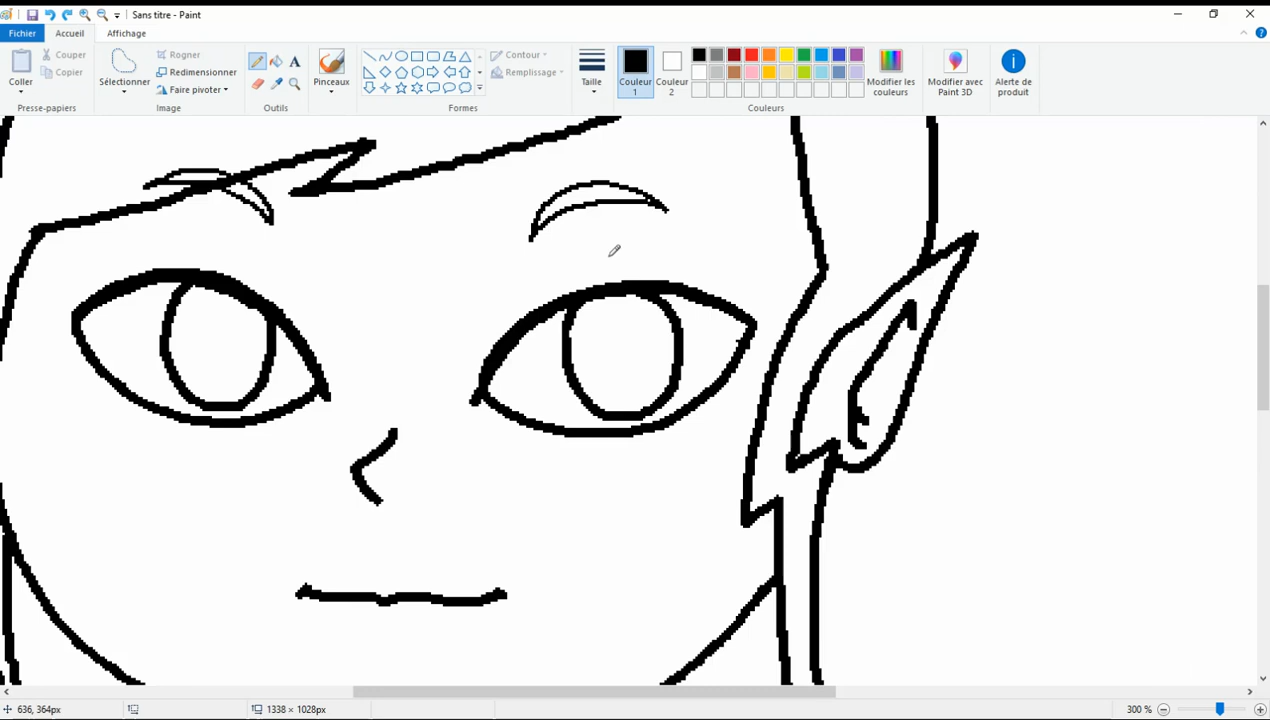 Sans titre - Paint
Fichier Accueil Affichage
Coller
Couper
Copier
Presse-papiers
Sélectionner
Rogner
Redimensionner
Faire pivoter
Image
A
Outils
Pinceaux
Formes
Contour
Remplissage
Taille
Couleur 1
Couleur 2
Modifier les couleurs
Couleurs
Modifier avec Paint 3D
Alerte de produit
636, 364px
1338 × 1028px
300 %